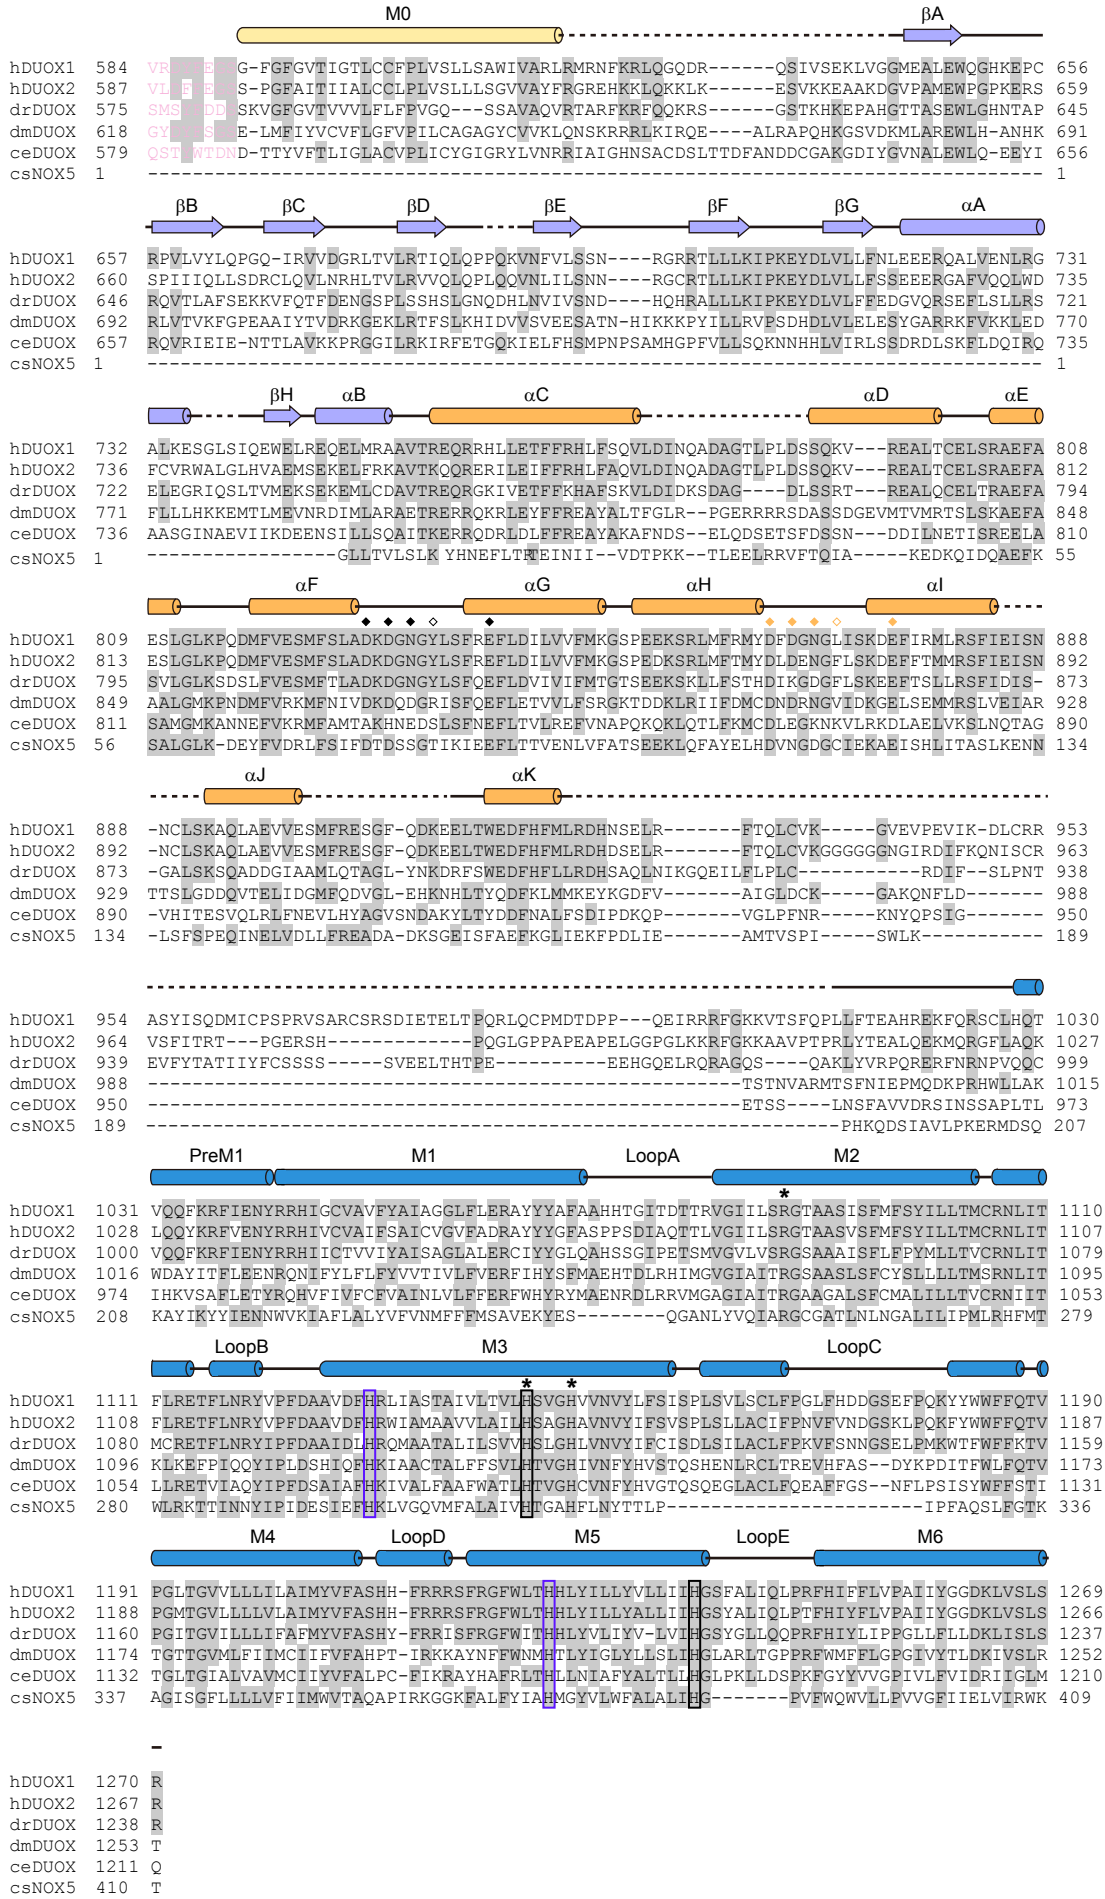 M0 βA
hDUOX1 584 VR E G-FGFGVTIGTLCCFPLVSLLSAWIVARLRMRNFKRLQGQDR------QSIVSEKLVGGMEALEWQGHKEPC 656
hDUOX2 587 VL E S-PGFAITIIALCCLPLVSLLLSGVVAYFRGREHKKLQKKLK------ESVKKEAAKDGVPAMEWPGPKERS 659
drDUOX 575 SMS DD SKVGFGVTVVVLFLFPFVGQ---SSAVAQVRTARFKRFQQKRS------GSTKHKEPAHGTTASEWLGHNTAP 645
dmDUOX 618 GY S E-LMFIYVCVFLGFVPILCAGAGYCVVKLQNSKRRRLKIRQE----ALRAPQHKGSVDKMLAREWLH-ANHK 691
ceDUOX 579 QST WTDND-TTYVFTLIGLACVPLICYGIGRYLVNRRIAIGHNSACDSLTTDFANDDCGAKGDIYGVNALEWLQ-EEYI 656
csNOX5 1 -------------------------------------------------------------------------------- 1
βB βC βD βE βF βG αA
hDUOX1 657 RPVLVYLQPGQ-IRVVDGRLTVLRTIQLQPPQKVNFVLSSN----RGRRTLLLKIPKEYDLVLLFNLEEERQALVENLRG 731
hDUOX2 660 SPIIIQLLSDRCLQVLNRHLTVLRVVQLQPLQQVNLILSNN----RGCRTLLLKIPKEYDLVLLFSSEEERGAFVQQLWD 735
drDUOX 646 RQVTLAFSEKKVFQTFDENGSPLSSHSLGNQDHLNVIVSND----HQHRALLLKIPKEYDLVLFFEDGVQRSEFLSLLRS 721
dmDUOX 692 RLVTVKFGPEAAIYTVDRKGEKLRTFSLKHIDVVSVEESATN-HIKKKPYILLRVPSDHDLVLELESYGARRKFVKKLED 770
ceDUOX 657 RQVRIEIE-NTTLAVKKPRGGILRKIRFETGQKIELFHSMPNPSAMHGPFVLLSQKNNHHLVIRLSSDRDLSKFLDQIRQ 735
csNOX5 1 -------------------------------------------------------------------------------- 1
βH αB αC αD αE
hDUOX1 732 ALKESGLSIQEWELREQELMRAAVTREQRRHLLETFFRHLFSQVLDINQADAGTLPLDSSQKV---REALTCELSRAEFA 808
hDUOX2 736 FCVRWALGLHVAEMSEKELFRKAVTKQQRERILEIFFRHLFAQVLDINQADAGTLPLDSSQKV---REALTCELSRAEFA 812
drDUOX 722 ELEGRIQSLTVMEKSEKEMLCDAVTREQRGKIVETFFKHAFSKVLDIDKSDAG----DLSSRT---REALQCELTRAEFA 794
dmDUOX 771 FLLLHKKEMTLMEVNRDIMLARAETRERRQKRLEYFFREAYALTFGLR--PGERRRRSDASSDGEVMTVMRTSLSKAEFA 848
ceDUOX 736 AASGINAEVIIKDEENSILLSQAITKERRQDRLDLFFREAYAKAFNDS--ELQDSETSFDSSN---DDILNETISREELA 810
csNOX5 1 -----------------GLLTVLSLKYHNEFLTRTEINII--VDTPKK--TLEELRRVFTQIA----KEDKQIDQAEFK 55
αF αG αH αI
hDUOX1 809 ESLGLKPQDMFVESMFSLADKDGNGYLSFREFLDILVVFMKGSPEEKSRLMFRMYDFDGNGLISKDEFIRMLRSFIEISN 888
hDUOX2 813 ESLGLKPQDMFVESMFSLADKDGNGYLSFREFLDILVVFMKGSPEDKSRLMFTMYDLDENGFLSKDEFFTMMRSFIEISN 892
drDUOX 795 SVLGLKSDSLFVESMFTLADKDGNGYLSFQEFLDVIVIFMTGTSEEKSKLLFSTHDIKGDGFLSKEEFTSLLRSFIDIS- 873
dmDUOX 849 AALGMKPNDMFVRKMFNIVDKDQDGRISFQEFLETVVLFSRGKTDDKLRIIFDMCDNDRNGVIDKGELSEMMRSLVEIAR 928
ceDUOX 811 SAMGMKANNEFVKRMFAMTAKHNEDSLSFNEFLTVLREFVNAPQKQKLQTLFKMCDLEGKNKVLRKDLAELVKSLNQTAG 890
csNOX5 56 SALGLK-DEYFVDRLFSIFDTDSSGTIKIEEFLTTVENLVFATSEEKLQFAYELHDVNGDGCIEKAEISHLITASLKENN 134
αJ αK
hDUOX1 888 -NCLSKAQLAEVVESMFRESGF-QDKEELTWEDFHFMLRDHNSELR-------FTQLCVK-----GVEVPEVIK-DLCRR 953
hDUOX2 892 -NCLSKAQLAEVVESMFRESGF-QDKEELTWEDFHFMLRDHDSELR-------FTQLCVKGGGGGGNGIRDIFKQNISCR 963
drDUOX 873 -GALSKSQADDGIAAMLQTAGL-YNKDRFSWEDFHFLLRDHSAQLNIKGQEILFLPLC---------RDIF--SLPNT 938
dmDUOX 929 TTSLGDDQVTELIDGMFQDVGL-EHKNHLTYQDFKLMMKEYKGDFV-------AIGLDCK-----GAKQNFLD------- 988
ceDUOX 890 -VHITESVQLRLFNEVLHYAGVSNDAKYLTYDDFNALFSDIPDKQP-------VGLPFNR-----KNYQPSIG------- 950
csNOX5 134 -LSFSPEQINELVDLLFREADA-DKSGEISFAEFKGLIEKFPDLIE-------AMTVSPI-----SWLK----------- 189
hDUOX1 954 ASYISQDMICPSPRVSARCSRSDIETELTPQRLQCPMDTDPP--QEIRRRFGKKVTSFQPLLFTEAHREKFQRSCLHQT 1030
hDUOX2 964 VSFITRT---PGERSH------------PQGLGPPAPEAPELGGPGLKKRFGKKAAVPTPRLYTEALQEKMQRGFLAQK 1027
drDUOX 939 EVFYTATIIYFCSSSS----SVEELTHTPE-------EEHGQELRQRAGQS---QAKLYVRPQRERFNRNPVQQC 999
dmDUOX 988 -----------------------------------------------------TSTNVARMTSFNIEPMQDKPRHWLLAK 1015
ceDUOX 950 -----------------------------------------------------ETSS----LNSFAVVDRSINSSAPLTL 973
csNOX5 189 --------------------------------------------------------------PHKQDSIAVLPKERMDSQ 207
PreM1 M1 LoopA M2
*
hDUOX1 1031 VQQFKRFIENYRRHIGCVAVFYAIAGGLFLERAYYYAFAAHHTGITDTTRVGIILSRGTAASISFMFSYILLTMCRNLIT 1110
hDUOX2 1028 LQQYKRFVENYRRHIVCVAIFSAICVGVFADRAYYYGFASPPSDIAQTTLVGIILSRGTAASVSFMFSYILLTMCRNLIT 1107
drDUOX 1000 VQQFKRFIENYRRHIICTVVIYAISAGLALERCIYYGLQAHSSGIPETSMVGVLVSRGSAAAISFLFPYMLLTVCRNLIT 1079
dmDUOX 1016 WDAYITFLEENRQNIFYLFLFYVVTIVLFVERFIHYSFMAEHTDLRHIMGVGIAITRGSAASLSFCYSLLLLTMSRNLIT 1095
ceDUOX 974 IHKVSAFLETYRQHVFIVFCFVAINLVLFFERFWHYRYMAENRDLRRVMGAGIAITRGAAGALSFCMALILLTVCRNIIT 1053
csNOX5 208 KAYIKYYIENNWVKIAFLALYVFVNMFFFMSAVEKYES-------QGANLYVQIARGCGATLNLNGALILIPMLRHFMT 279
LoopB M3 LoopC
* *
hDUOX1 1111 FLRETFLNRYVPFDAAVDFHRLIASTAIVLTVLHSVGHVVNVYLFSISPLSVLSCLFPGLFHDDGSEFPQKYYWWFFQTV 1190
hDUOX2 1108 FLRETFLNRYVPFDAAVDFHRWIAMAAVVLAILHSAGHAVNVYIFSVSPLSLLACIFPNVFVNDGSKLPQKFYWWFFQTV 1187
drDUOX 1080 MCRETFLNRYIPFDAAIDLHRQMAATALILSVVHSLGHLVNVYIFCISDLSILACLFPKVFSNNGSELPMKWTFWFFKTV 1159
dmDUOX 1096 KLKEFPIQQYIPLDSHIQFHKIAACTALFFSVLHTVGHIVNFYHVSTQSHENLRCLTREVHFAS--DYKPDITFWLFQTV 1173
ceDUOX 1054 LLRETVIAQYIPFDSAIAFHKIVALFAAFWATLHTVGHCVNFYHVGTQSQEGLACLFQEAFFGS--NFLPSISYWFFSTI 1131
csNOX5 280 WLRKTTINNYIPIDESIEFHKLVGQVMFALAIVHTGAHFLNYTTLP---------------------IPFAQSLFGTK 336
M4 LoopD M5 LoopE M6
hDUOX1 1191 PGLTGVVLLLILAIMYVFASHH-FRRRSFRGFWLTHHLYILLYVLLIIHGSFALIQLPRFHIFFLVPAIIYGGDKLVSLS 1269
hDUOX2 1188 PGMTGVLLLLVLAIMYVFASHH-FRRRSFRGFWLTHHLYILLYALLIIHGSYALIQLPTFHIYFLVPAIIYGGDKLVSLS 1266
drDUOX 1160 PGITGVILLLIFAFMYVFASHY-FRRISFRGFWITHHLYVLIYV-LVIHGSYGLLQQPRFHIYLIPPGLLFLLDKLISLS 1237
dmDUOX 1174 TGTTGVMLFIIMCIIFVFAHPT-IRKKAYNFFWNMHTLYIGLYLLSLIHGLARLTGPPRFWMFFLGPGIVYTLDKIVSLR 1252
ceDUOX 1132 TGLTGIALVAVMCIIYVFALPC-FIKRAYHAFRLTHLLNIAFYALTLLHGLPKLLDSPKFGYYVVGPIVLFVIDRIIGLM 1210
csNOX5 337 AGISGFLLLLVFIIMWVTAQAPIRKGGKFALFYIAHMGYVLWFALALIHG-------PVFWQWVLLPVVGFIIELVIRWK 409
hDUOX1 1270 R
hDUOX2 1267 R
drDUOX 1238 R
dmDUOX 1253 T
ceDUOX 1211 Q
csNOX5 410 T